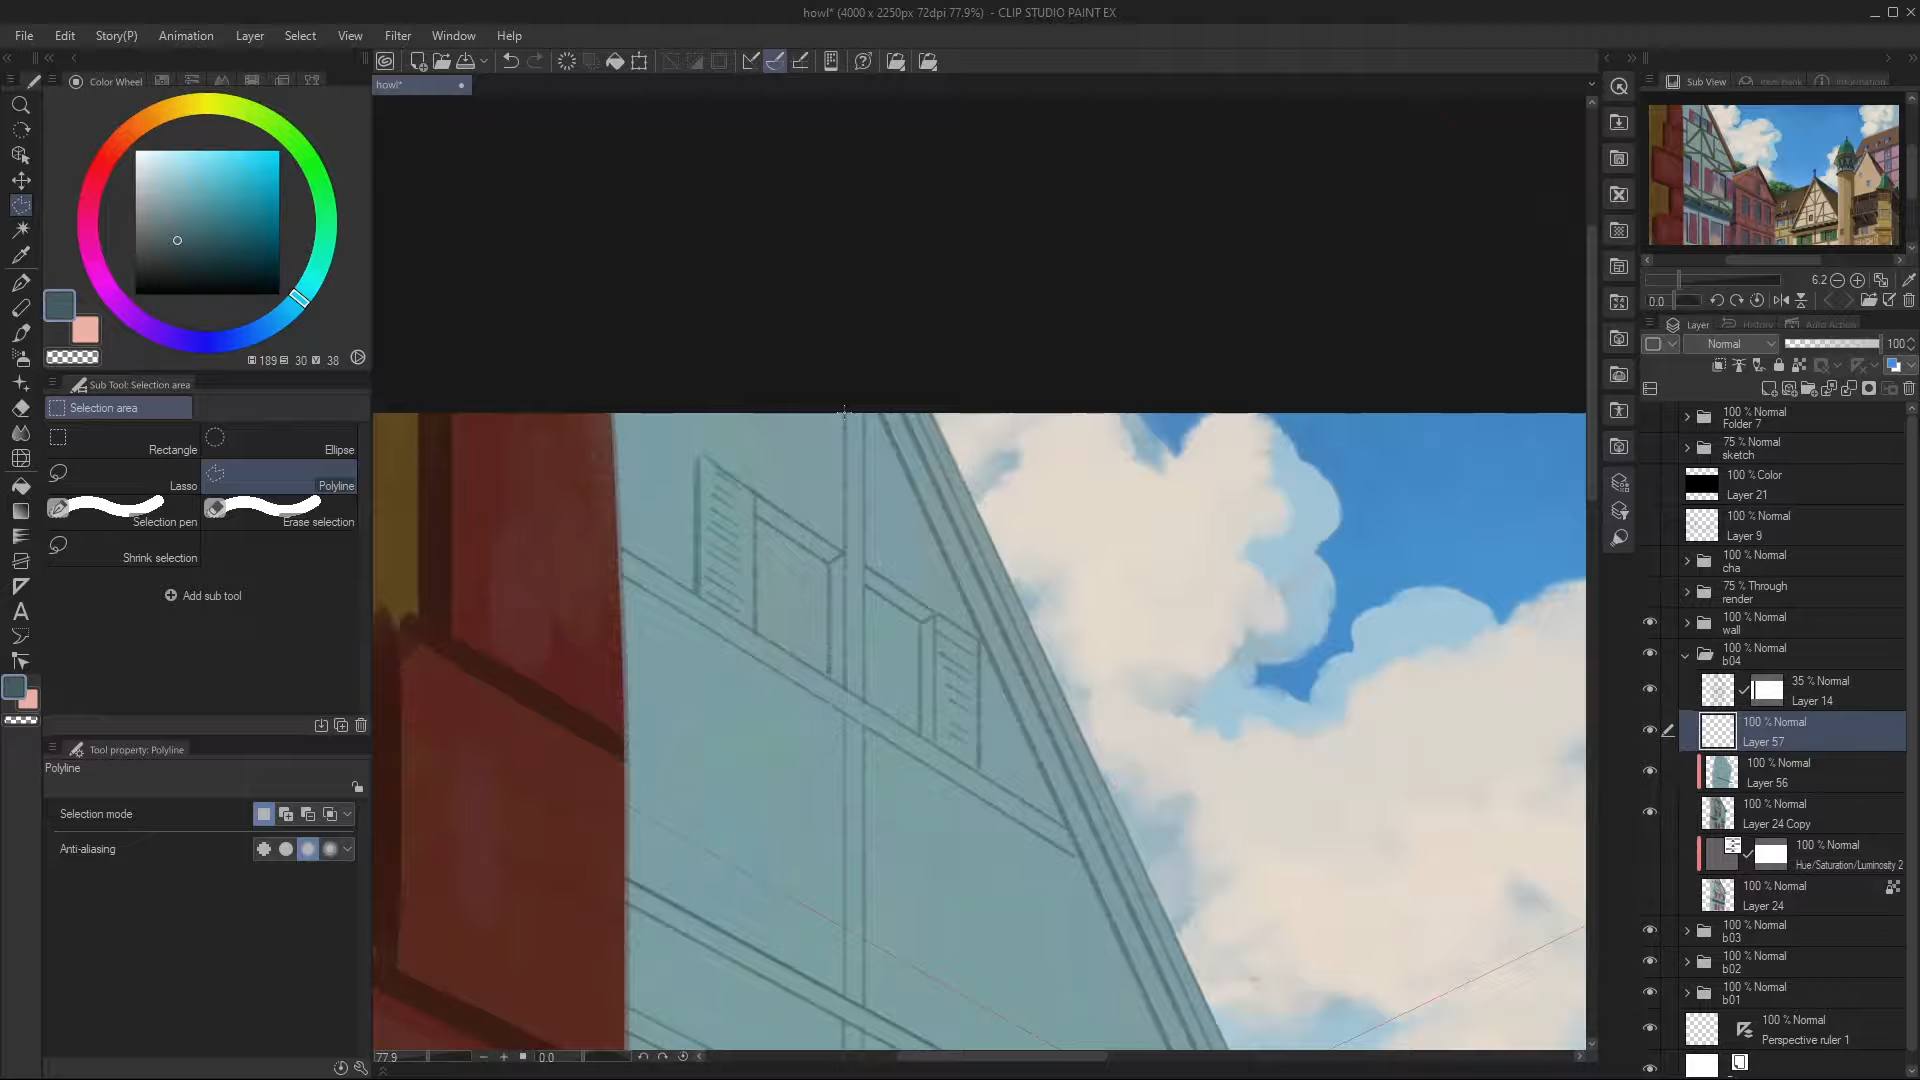 howl* (4000 x 2250px 72dpi 77.9%) - CLIP STUDIO PAINT EX
File Edit Story(P) Animation Layer Select View Filter Window Help
Color Wheel
howl*
Sub View
Item bank
Information
6.2
0.0
189 30 38
Sub Tool: Selection area
Selection area
Rectangle
Ellipse
Lasso
Polyline
Selection pen
Erase selection
Shrink selection
Add sub tool
Tool property: Polyline
Polyline
Selection mode
Anti-aliasing
77.9
0.0
Layer
History
Auto Action
Normal
100
100 % Normal
Folder 7
75 % Normal
sketch
100 % Color
Layer 21
100 % Normal
Layer 9
100 % Normal
cha
75 % Through
render
100 % Normal
wall
100 % Normal
b04
35 % Normal
Layer 14
100 % Normal
Layer 57
100 % Normal
Layer 56
100 % Normal
Layer 24 Copy
100 % Normal
Hue/Saturation/Luminosity 2
100 % Normal
Layer 24
100 % Normal
b03
100 % Normal
b02
100 % Normal
b01
100 % Normal
Perspective ruler 1